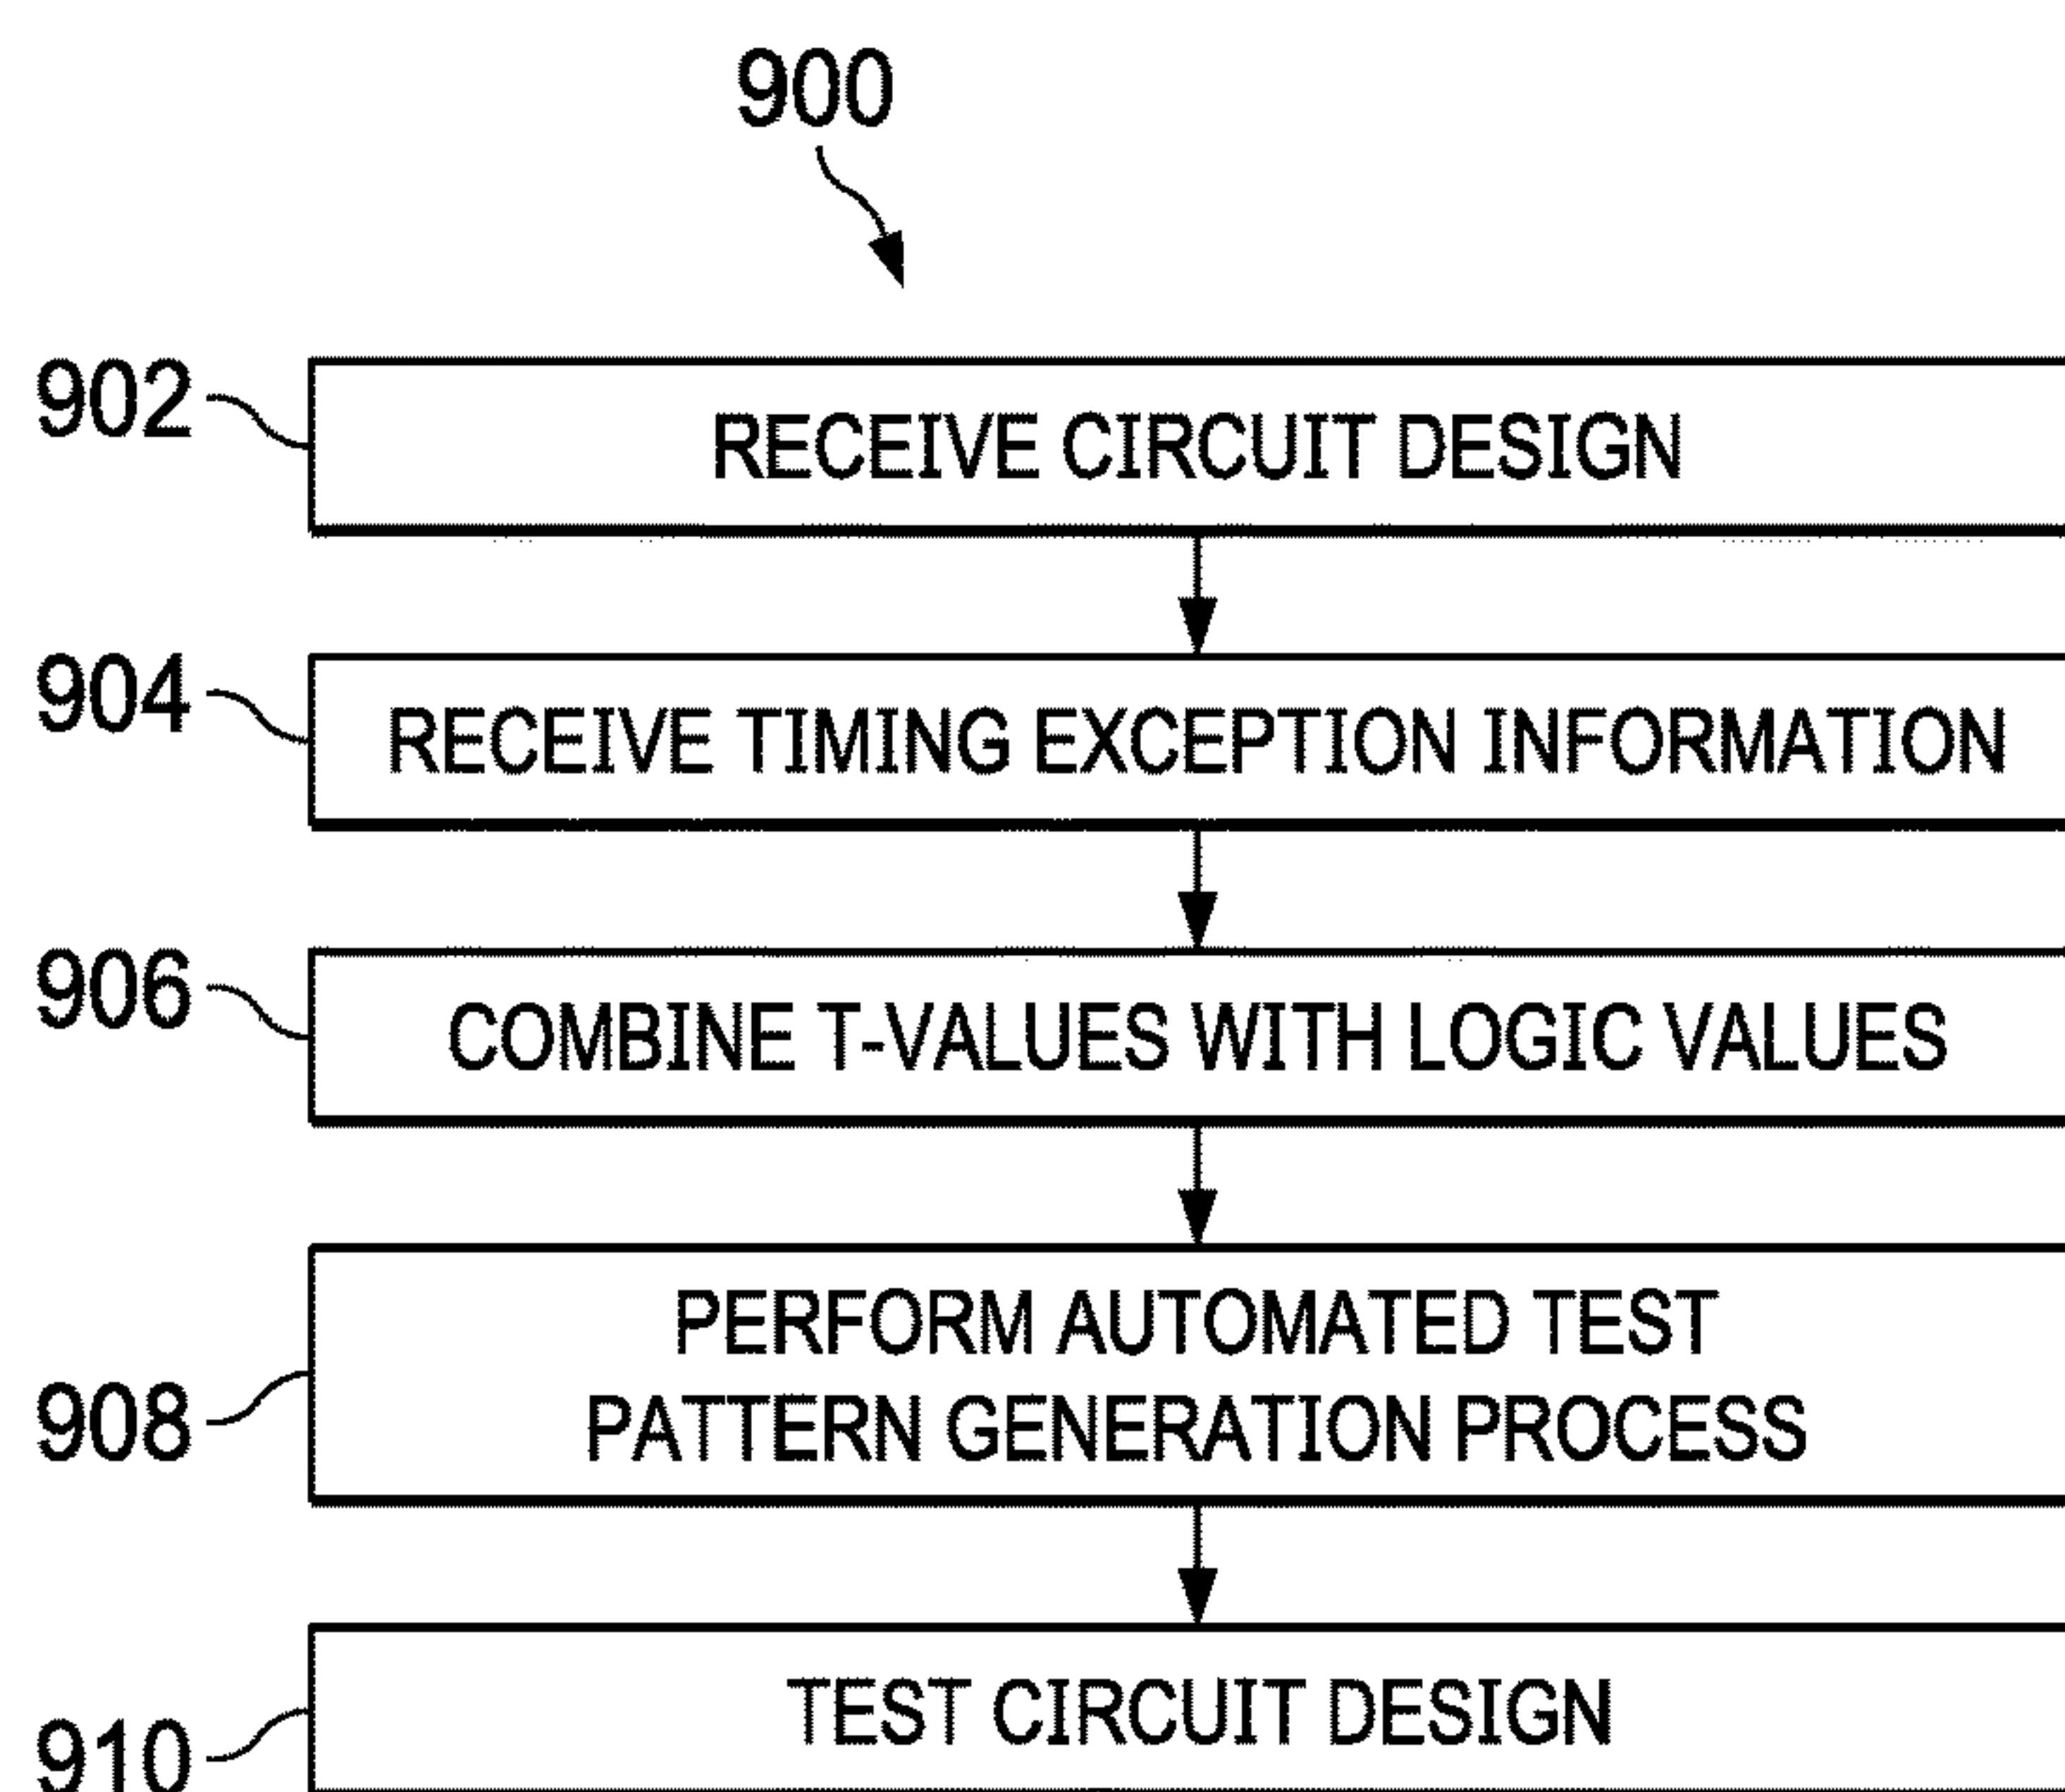 900
902
RECEIVE CIRCUIT DESIGN
904
RECEIVE TIMING EXCEPTION INFORMATION
906
COMBINE T-VALUES WITH LOGIC VALUES
908
PERFORM AUTOMATED TEST
PATTERN GENERATION PROCESS
910
TEST CIRCUIT DESIGN